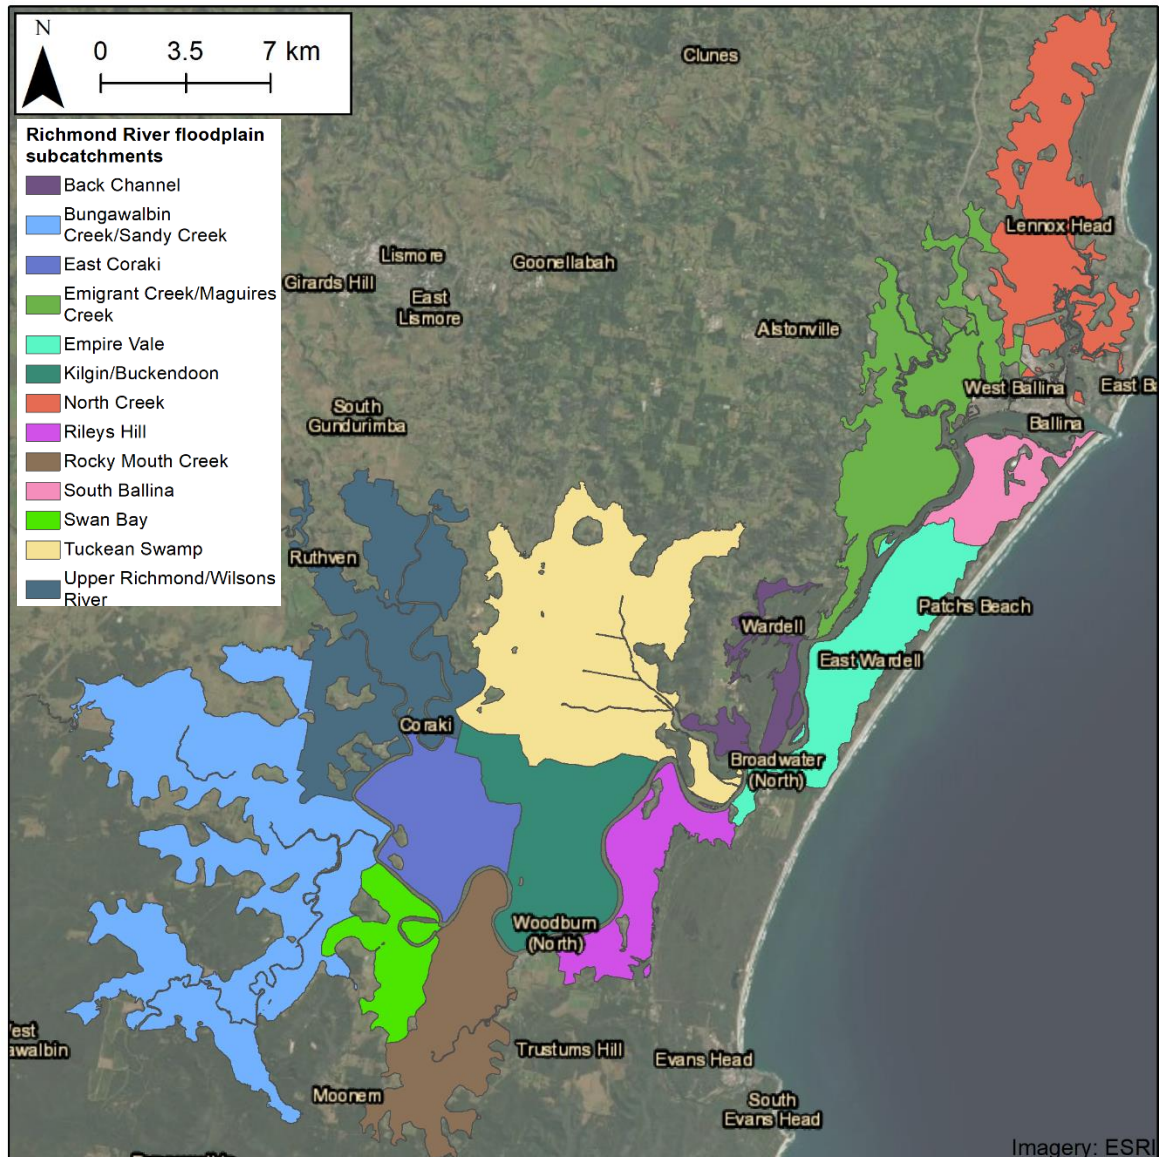 N
0 3.5 7 km
Richmond River floodplain
subcatchments
Back Channel
Bungawalbin
Creek/Sandy Creek
East Coraki
Emigrant Creek/Maguires
Creek
Empire Vale
Kilgin/Buckendoon
North Creek
Rileys Hill
Rocky Mouth Creek
South Ballina
Swan Bay
Tuckean Swamp
Upper Richmond/Wilsons
River
Clunes
Lennox Head
Lismore
Goonellabah
Girards Hill
East
Lismore
Alstonville
West Ballina
East Ba
South
Gundurimba
Ballina
Ruthven
Patchs Beach
Wardell
East Wardell
Coraki
Broadwater
(North)
Woodburn
(North)
est
awalbin
Trustums Hill
Evans Head
Moonem
South
Evans Head
Imagery: ESRI